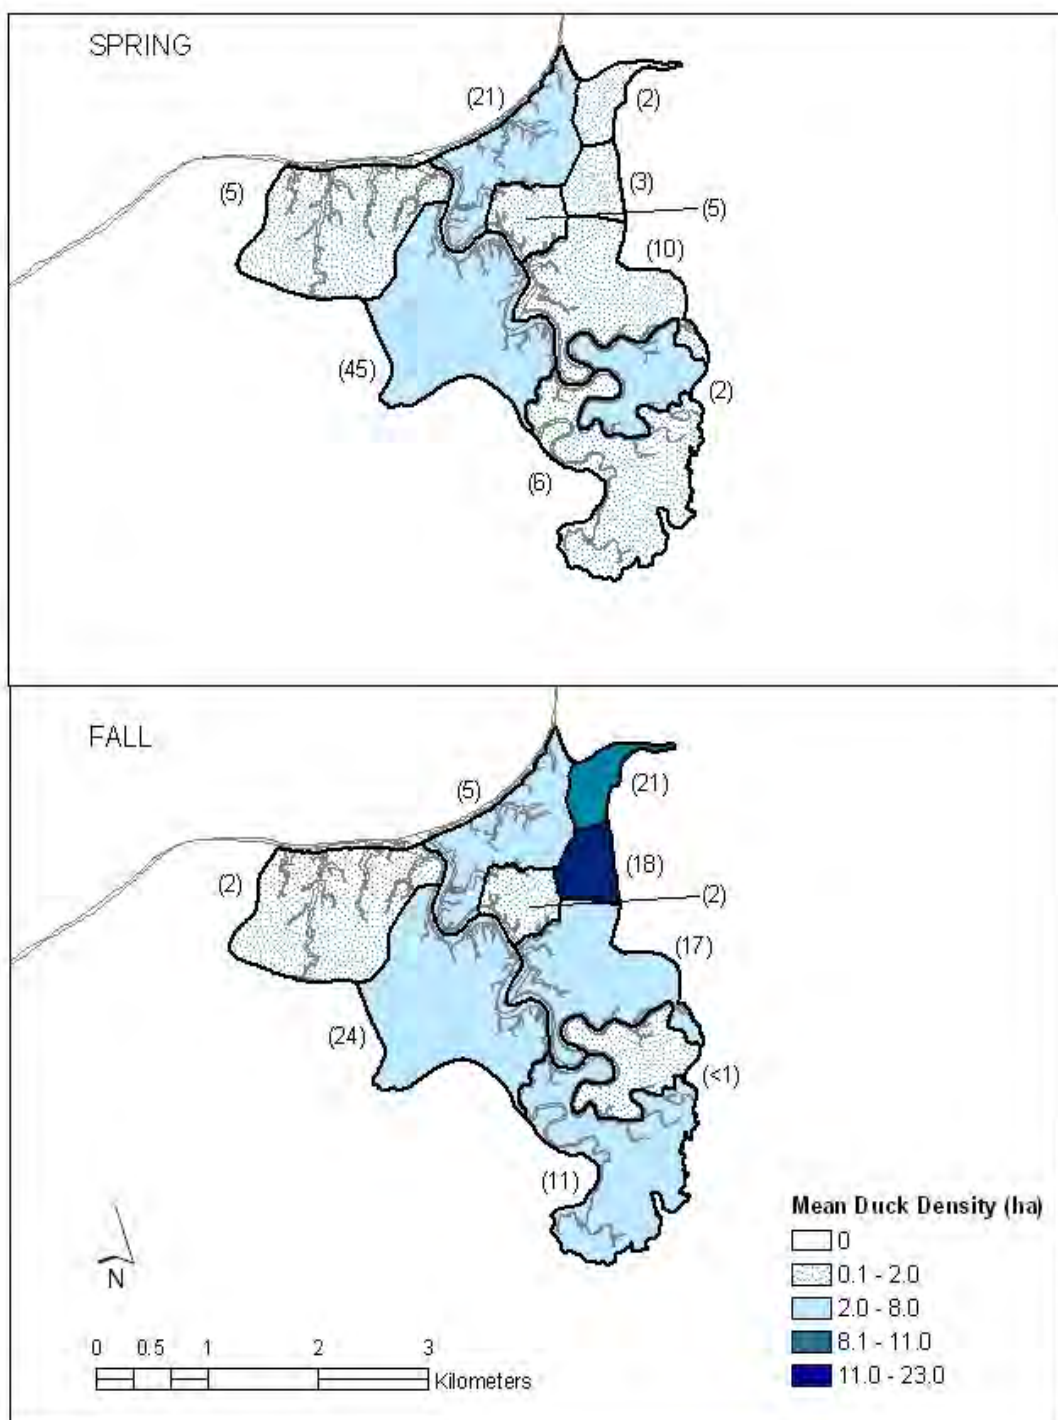 SPRING
(21)
(2)
(5)
(3)
(5)
(10)
(45)
(2)
(6)
FALL
(5)
(21)
(2)
(18)
(2)
(17)
(24)
(<1)
(11)
Mean Duck Density (ha)
0
0.1 - 2.0
2.0 - 8.0
8.1 - 11.0
11.0 - 23.0
N
0 0.5 1 2 3
Kilometers